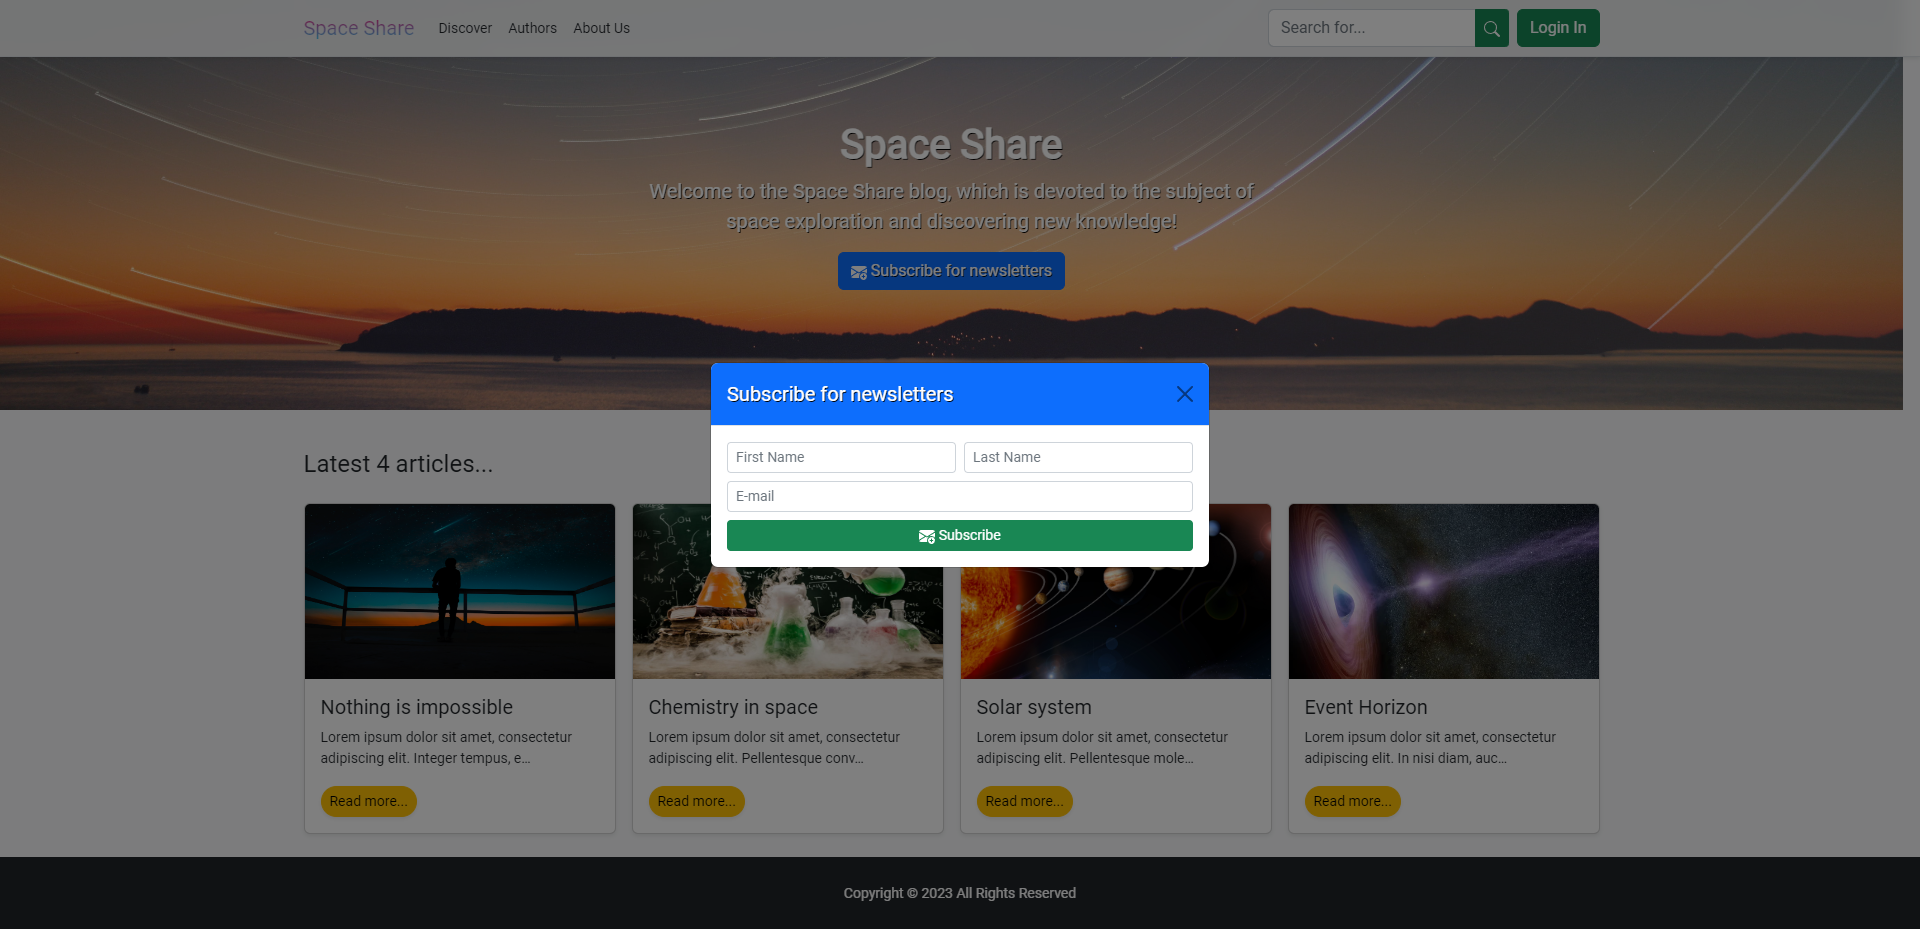 Space Share
Discover
Authors
About Us
Search for...
Login In
Space Share
Welcome to the Space Share blog, which is devoted to the subject of
space exploration and discovering new knowledge!
Subscribe for newsletters
Subscribe for newsletters
First Name
Last Name
E-mail
Subscribe
Latest 4 articles...
Nothing is impossible
Lorem ipsum dolor sit amet, consectetur
adipiscing elit. Integer tempus, e...
Read more...
Chemistry in space
Lorem ipsum dolor sit amet, consectetur
adipiscing elit. Pellentesque conv...
Read more...
Solar system
Lorem ipsum dolor sit amet, consectetur
adipiscing elit. Pellentesque mole...
Read more...
Event Horizon
Lorem ipsum dolor sit amet, consectetur
adipiscing elit. In nisi diam, auc...
Read more...
Copyright © 2023 All Rights Reserved